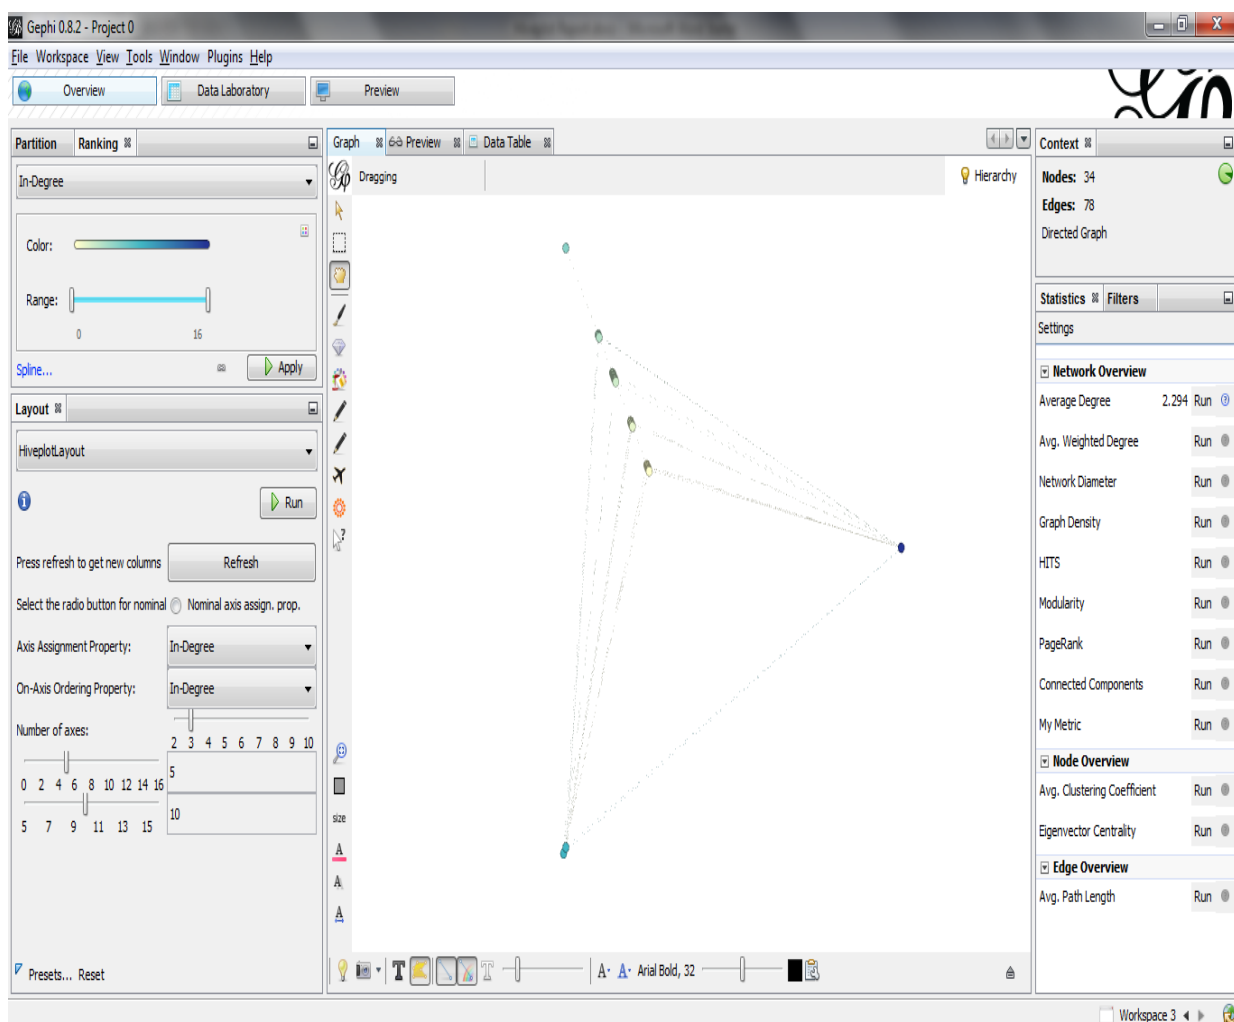 Gephi 0.8.2 - Project 0
File Workspace View Tools Window Plugins Help
Overview Data Laboratory Preview
Partition Ranking
In-Degree
Color:
Range:
0 16
Spline... Apply
Layout
HiveplotLayout
Run
Press refresh to get new columns Refresh
Select the radio button for nominal Nominal axis assign. prop.
Axis Assignment Property: In-Degree
On-Axis Ordering Property: In-Degree
Number of axes:
2 3 4 5 6 7 8 9 10
0 2 4 6 8 10 12 14 16 5
5 7 9 11 13 15 10
Presets... Reset
Graph Preview Data Table
Dragging Hierarchy
size
A
A
A
T T A- A- Arial Bold, 32
Context
Nodes: 34
Edges: 78
Directed Graph
Statistics Filters
Settings
Network Overview
Average Degree 2.294 Run
Avg. Weighted Degree Run
Network Diameter Run
Graph Density Run
HITS Run
Modularity Run
PageRank Run
Connected Components Run
My Metric Run
Node Overview
Avg. Clustering Coefficient Run
Eigenvector Centrality Run
Edge Overview
Avg. Path Length Run
Workspace 3